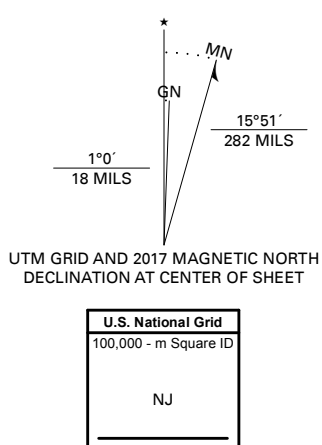 ★
MN
GN
15°51´
282 MILS
1°0´
18 MILS
UTM GRID AND 2017 MAGNETIC NORTH
DECLINATION AT CENTER OF SHEET
U.S. National Grid
100,000 - m Square ID
NJ